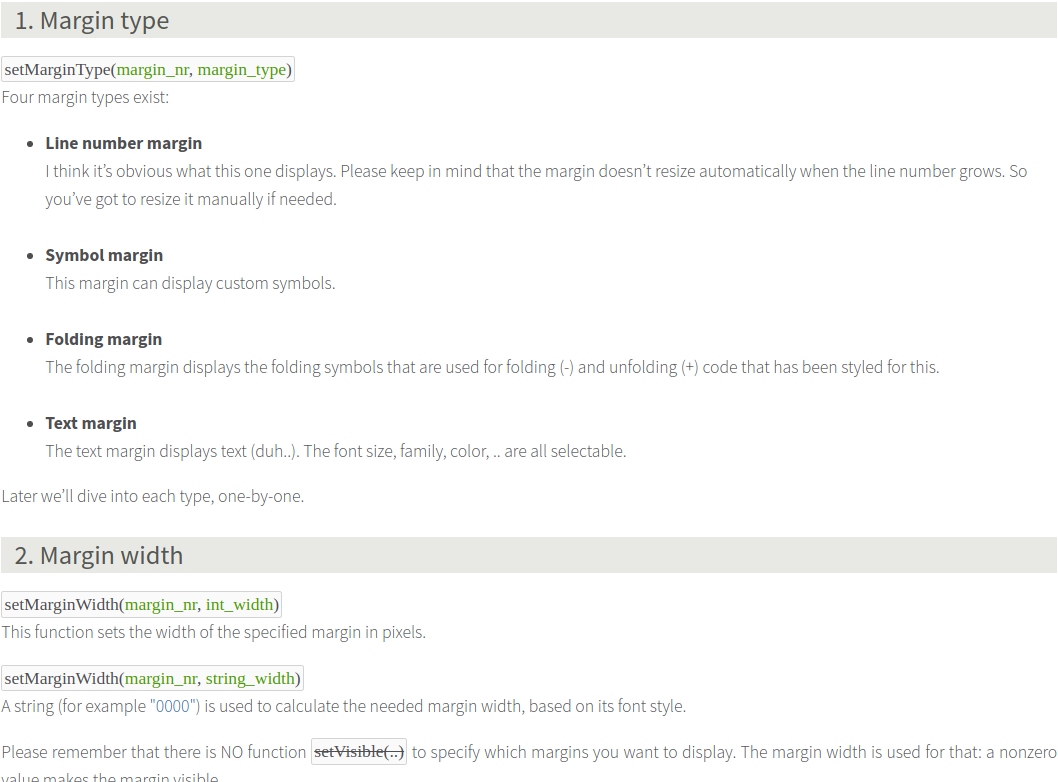 1. Margin type
setMarginType(margin_nr, margin_type)
Four margin types exist:
• Line number margin
I think it’s obvious what this one displays. Please keep in mind that the margin doesn’t resize automatically when the line number grows. So
you’ve got to resize it manually if needed.
• Symbol margin
This margin can display custom symbols.
• Folding margin
The folding margin displays the folding symbols that are used for folding (-) and unfolding (+) code that has been styled for this.
• Text margin
The text margin displays text (duh..). The font size, family, color, .. are all selectable.
Later we’ll dive into each type, one-by-one.
2. Margin width
setMarginWidth(margin_nr, int_width)
This function sets the width of the specified margin in pixels.
setMarginWidth(margin_nr, string_width)
A string (for example "0000") is used to calculate the needed margin width, based on its font style.
Please remember that there is NO function setVisible(..) to specify which margins you want to display. The margin width is used for that: a nonzero
value makes the margin visible.